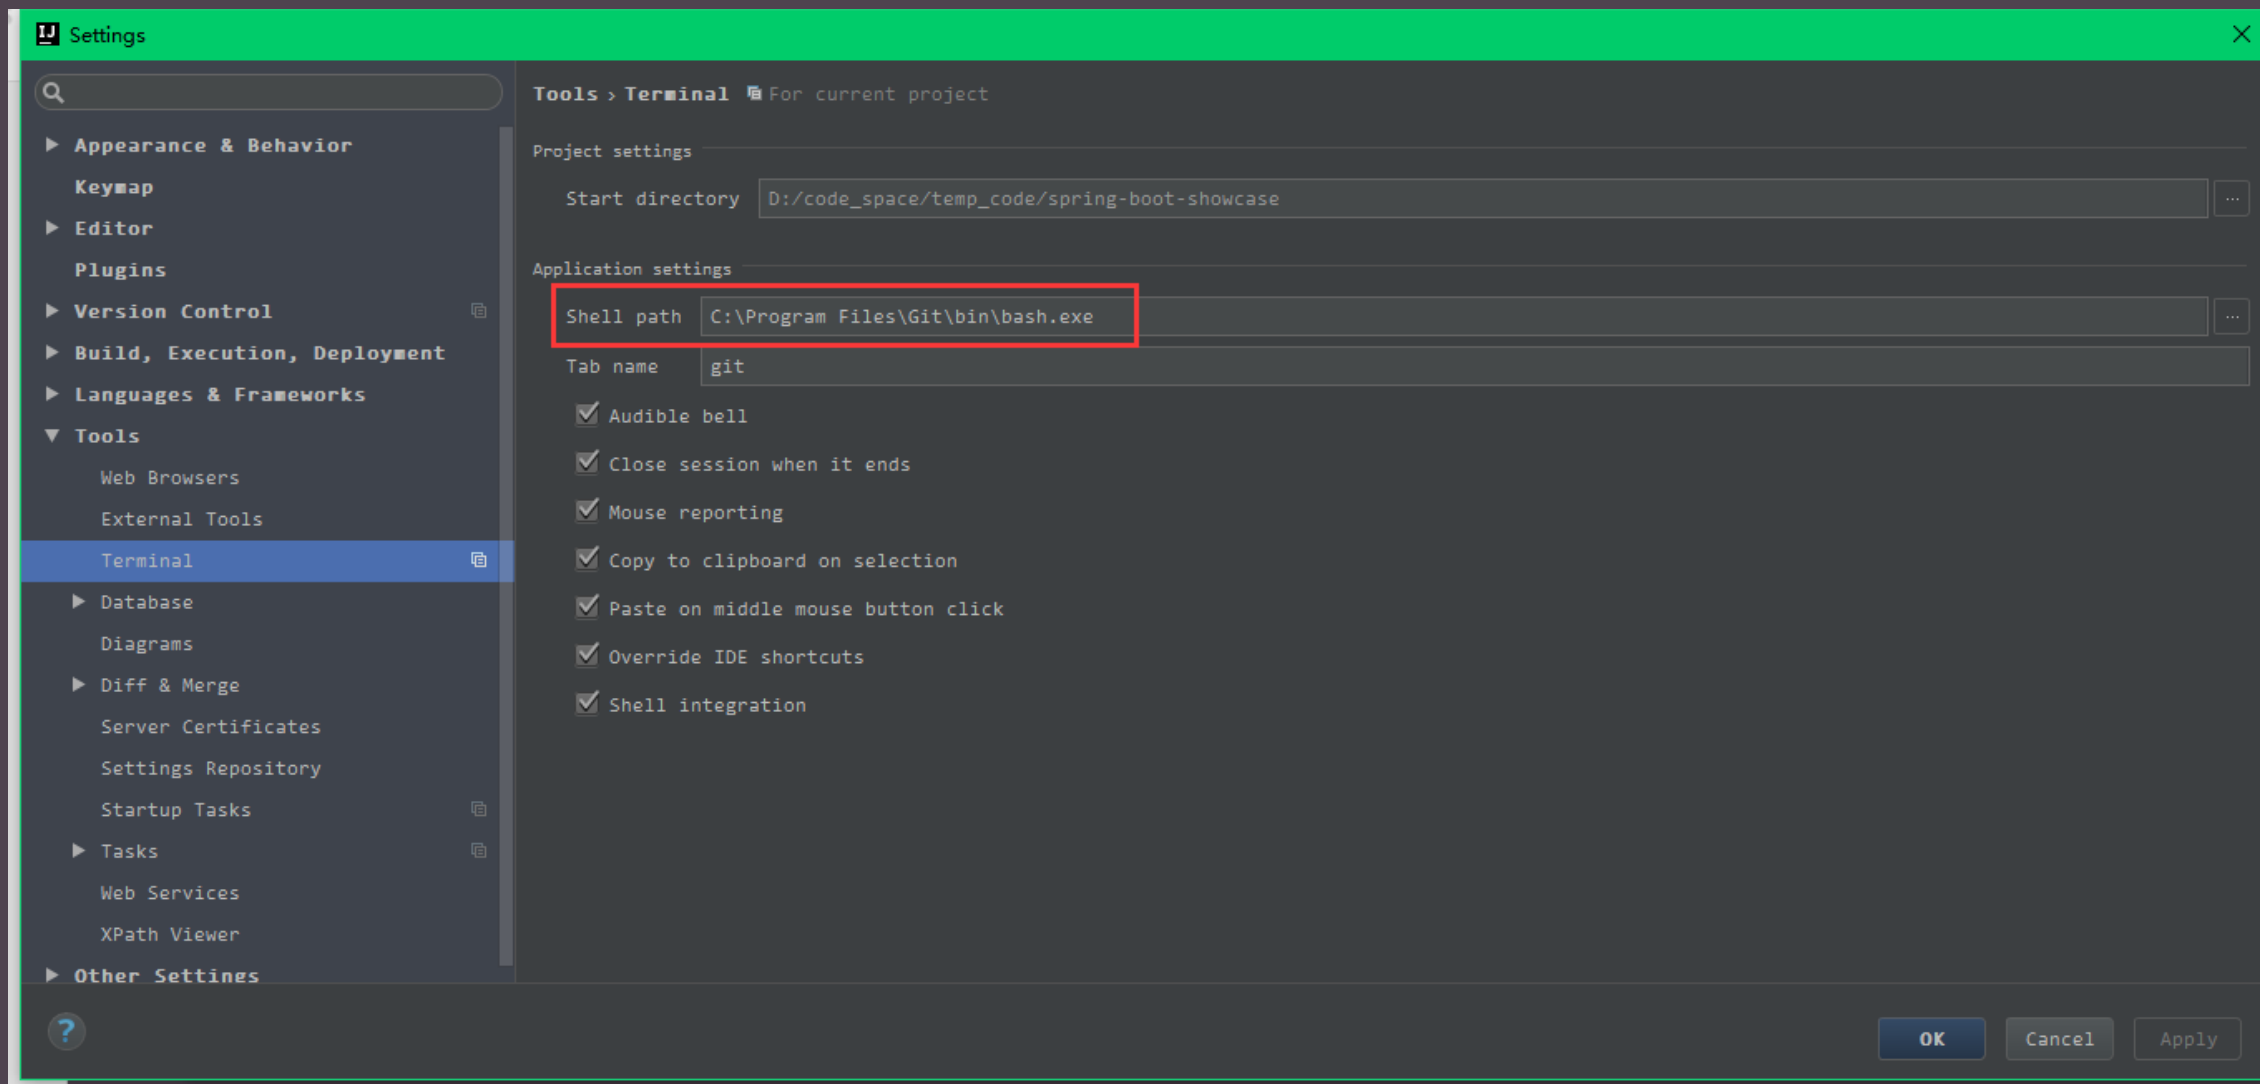 IJ Settings
Appearance & Behavior
Keymap
Editor
Plugins
Version Control
Build, Execution, Deployment
Languages & Frameworks
Tools
Web Browsers
External Tools
Terminal
Database
Diagrams
Diff & Merge
Server Certificates
Settings Repository
Startup Tasks
Tasks
Web Services
XPath Viewer
Other Settings
Tools › Terminal For current project
Project settings
Start directory D:/code_space/temp_code/spring-boot-showcase ...
Application settings
Shell path C:\Program Files\Git\bin\bash.exe ...
Tab name git
Audible bell
Close session when it ends
Mouse reporting
Copy to clipboard on selection
Paste on middle mouse button click
Override IDE shortcuts
Shell integration
? OK Cancel Apply